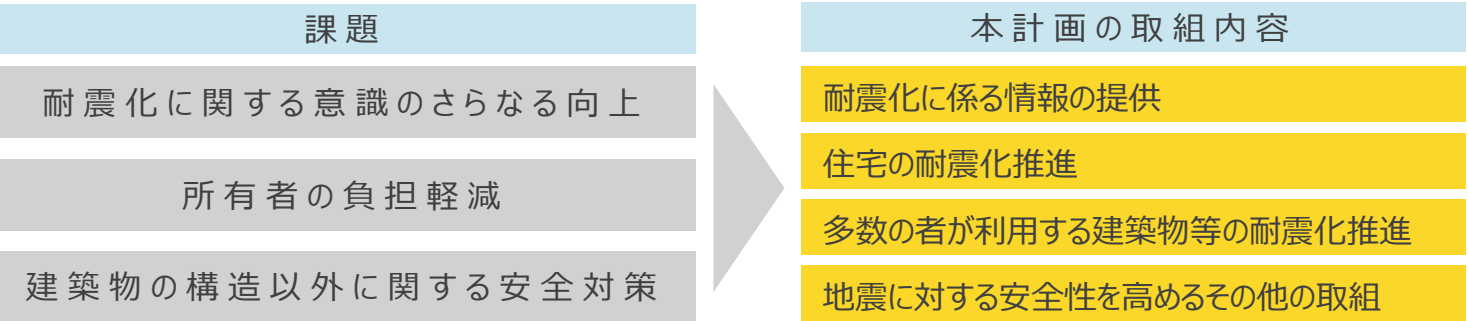 課題
耐震化に関する意識のさらなる向上
所有者の負担軽減
建築物の構造以外に関する安全対策
本計画の取組内容
耐震化に係る情報の提供
住宅の耐震化推進
多数の者が利用する建築物等の耐震化推進
地震に対する安全性を高めるその他の取組